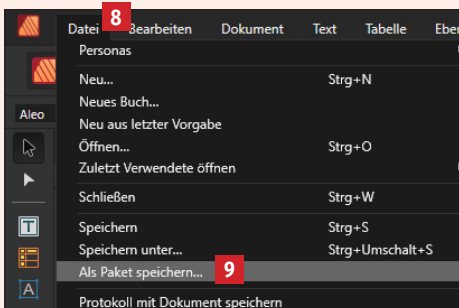 8
Datei Bearbeiten Dokument Text Tabelle
Personas
Neu... Strg+N
Neues Buch...
Neu aus letzter Vorgabe
Öffnen... Strg+O
Zuletzt Verwendete öffnen
Schließen Strg+W
Speichern Strg+S
Speichern unter... Strg+Umschalt+S
Als Paket speichern... 9
Protokoll mit Dokument speichern
Aleo
T
A